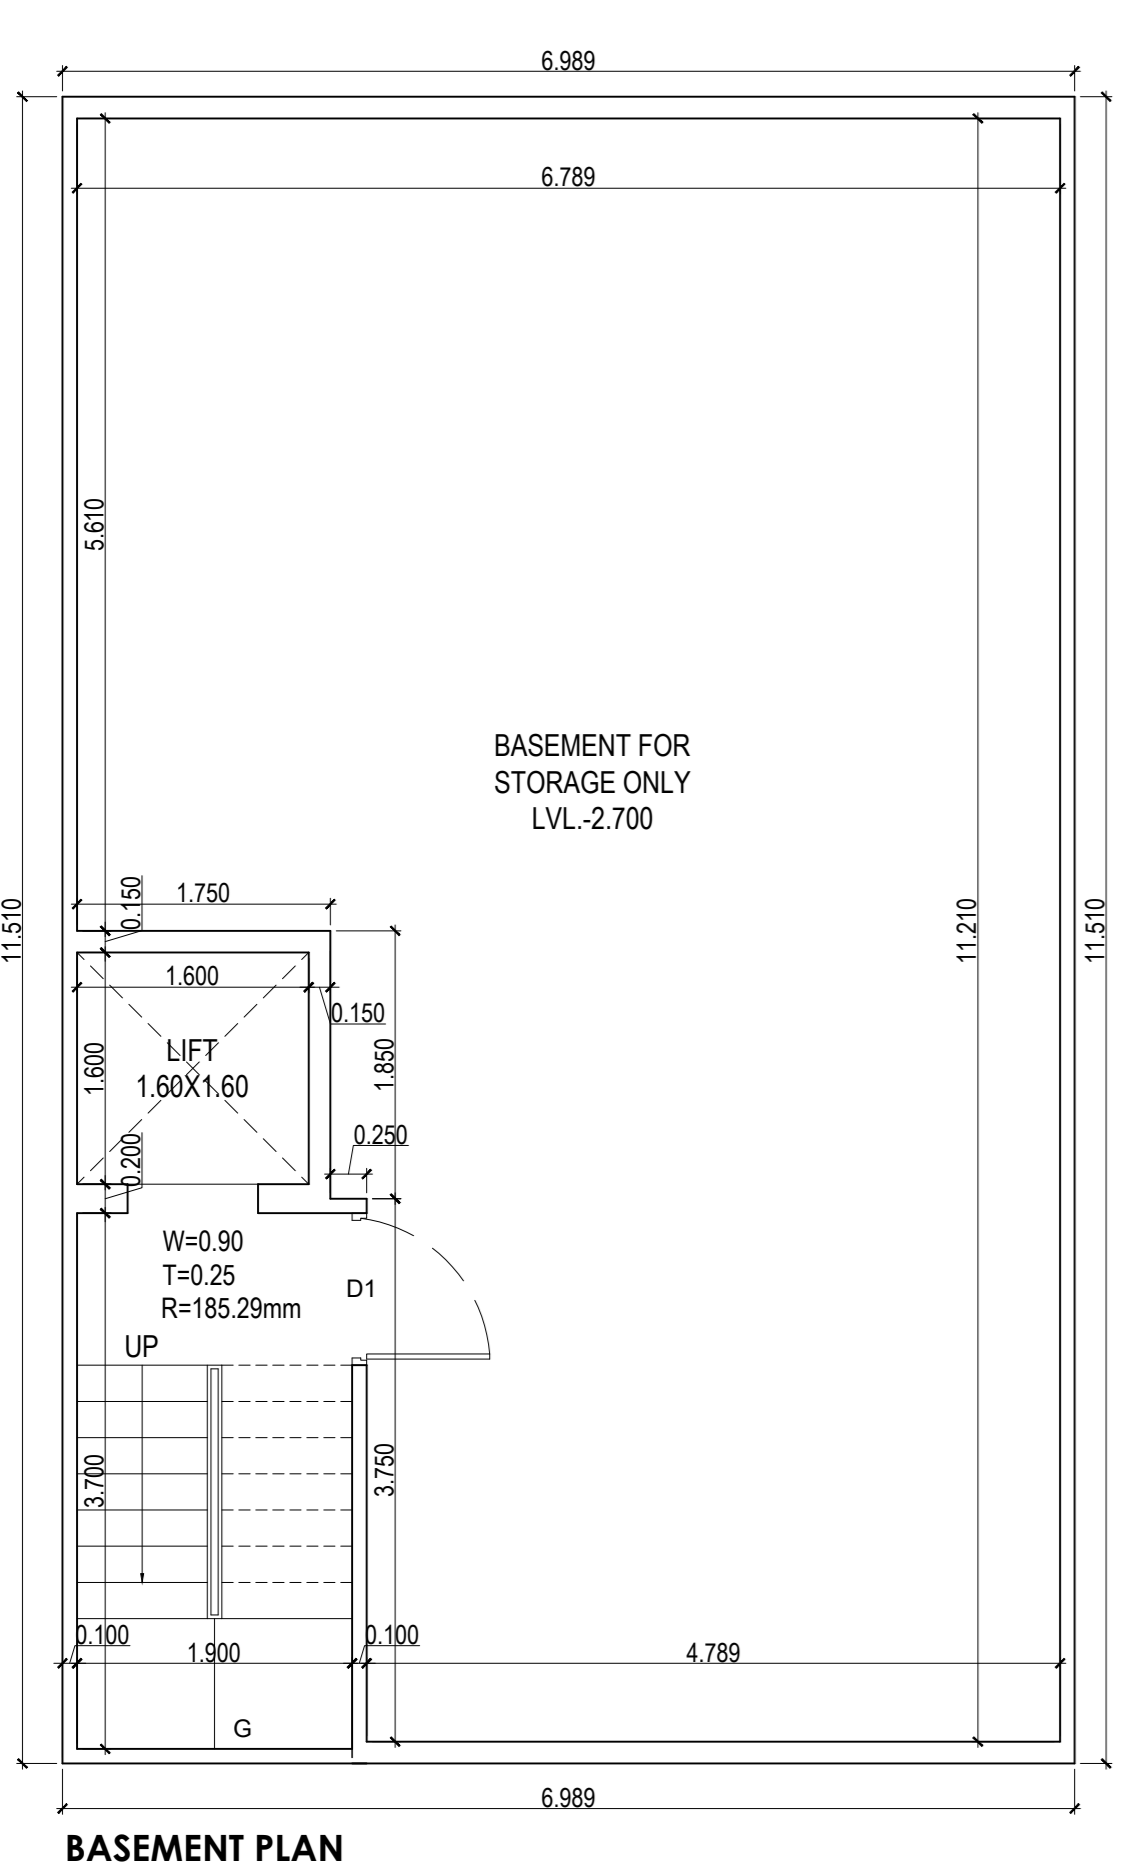 6.989
6.789
5.610
BASEMENT FOR
STORAGE ONLY
LVL.-2.700
0.150
1.750
11.510
11.210
11.510
1.600
0.150
LIFT
1.60X1.60
1.600
1.850
0.200
0.250
W=0.90
T=0.25
R=185.29mm
D1
UP
3.700
3.750
0.100
1.900
0.100
4.789
G
6.989
BASEMENT PLAN